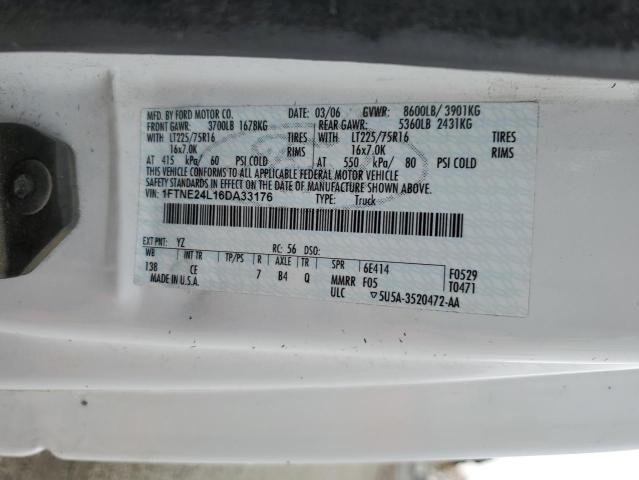 MFD. BY FORD MOTOR CO. 03/06 GVWR: 8600LB/ 3901KG
FRONT GAWR: 3700LB 1678KG REAR GAWR: 5360LB 2431KG
WITH LT225/75R16 TIRES WITH LT225/75R16 TIRES
16x7.0K RIMS 16x7.0K RIMS
AT 415 kPa/ 60 PSI COLD AT 550 kPa/ 80 PSI COLD
THIS VEHICLE CONFORMS TO ALL APPLICABLE FEDERAL MOTOR VEHICLE
SAFETY STANDARDS IN EFFECT ON THE DATE OF MANUFACTURE SHOWN ABOVE.
VIN: 1FTNE24L16DA33176 TYPE: Truck
EXT PNT: YZ RC: 56 DSO:
WB INT TR TP/PS R AXLE TR SPR 6E414 F0529
138 CE 7 B4 Q MMRR F05 T0471
MADE IN U.S.A. ULC ▽5U5A-3520472-AA